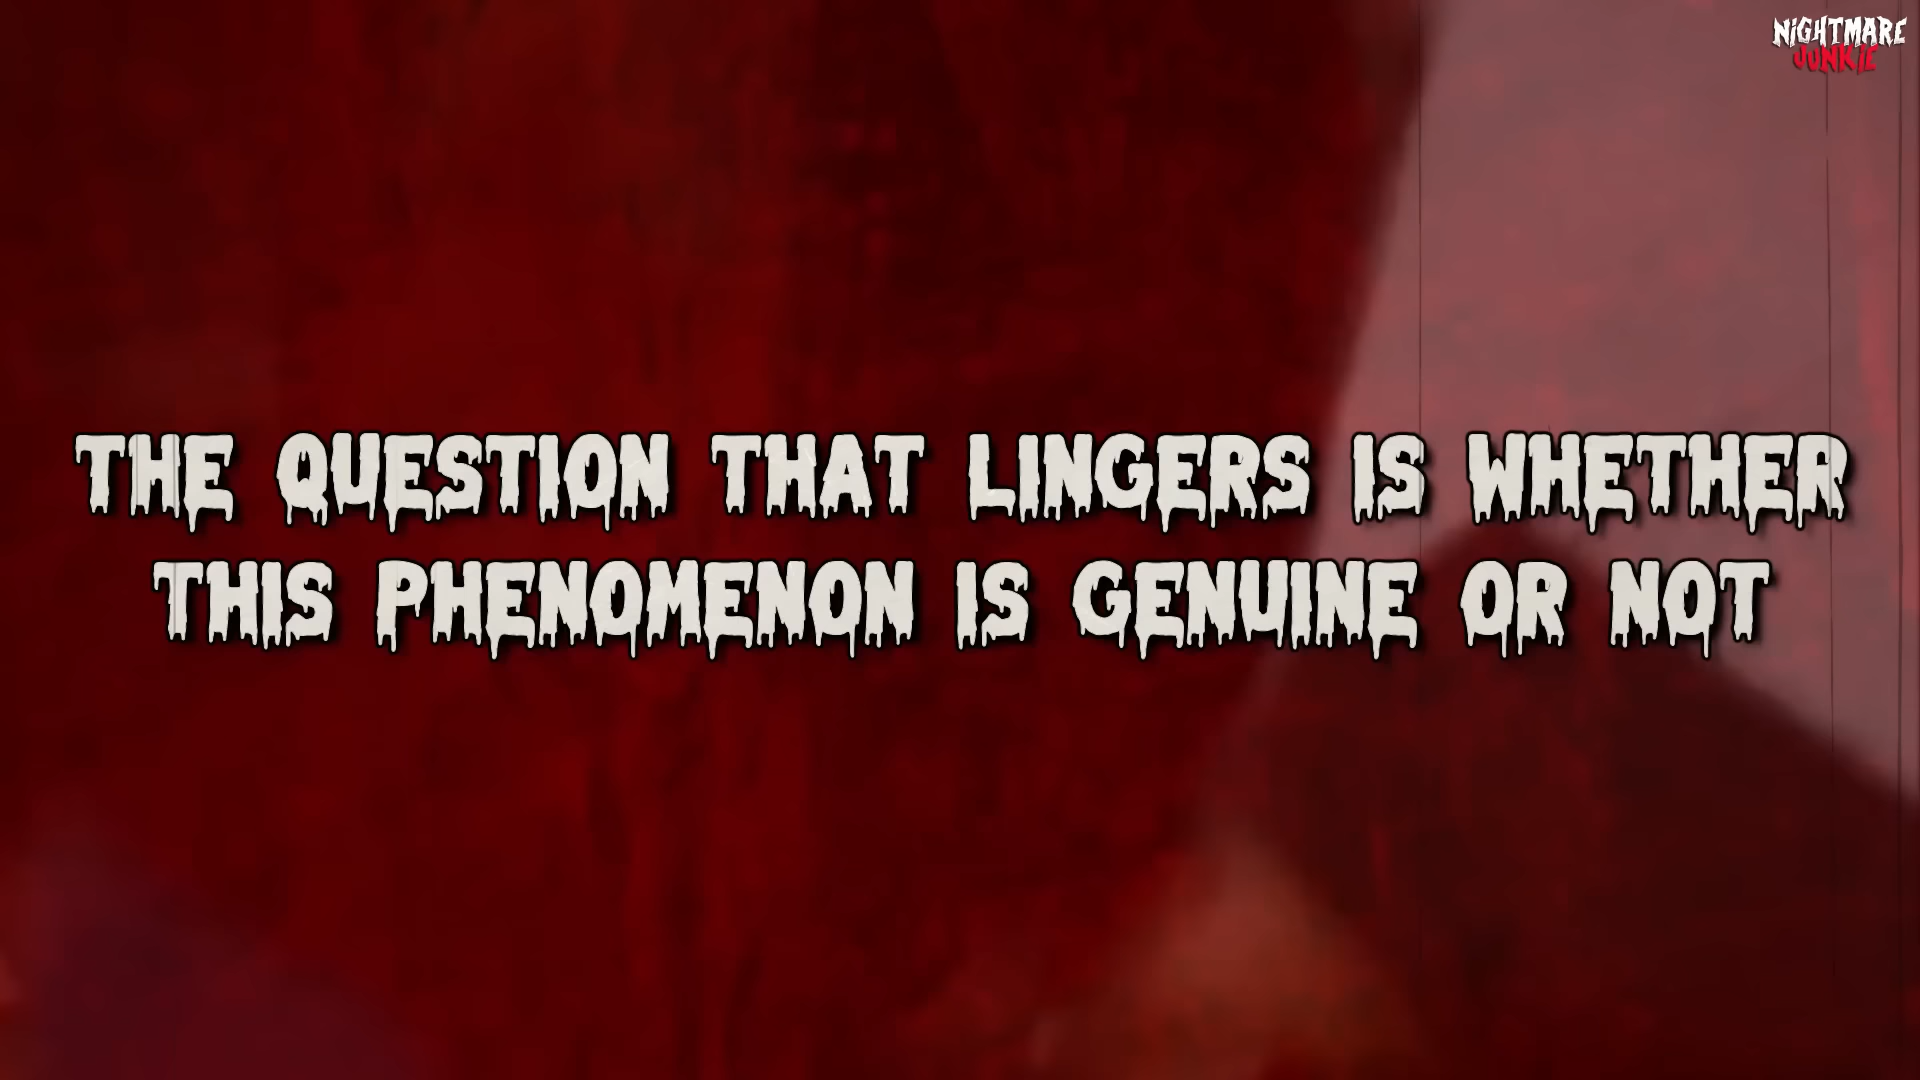 NIGHTMARE
JUNKIE
THE QUESTION THAT LINGERS IS WHETHER
THIS PHENOMENON IS GENUINE OR NOT